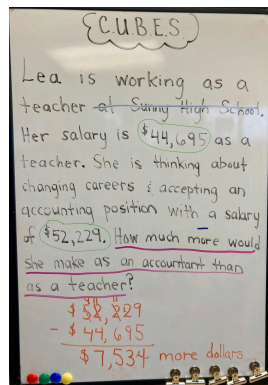 C.U.B.E.S.
Lea is working as a
teacher at Sunny High School.
Her salary is $44,695 as a
teacher. She is thinking about
changing careers & accepting an
accounting position with a salary
of $52,229. How much more would
she make as an accountant than
as a teacher?
$ 52,229
- $ 44,695
$7,534 more dollars